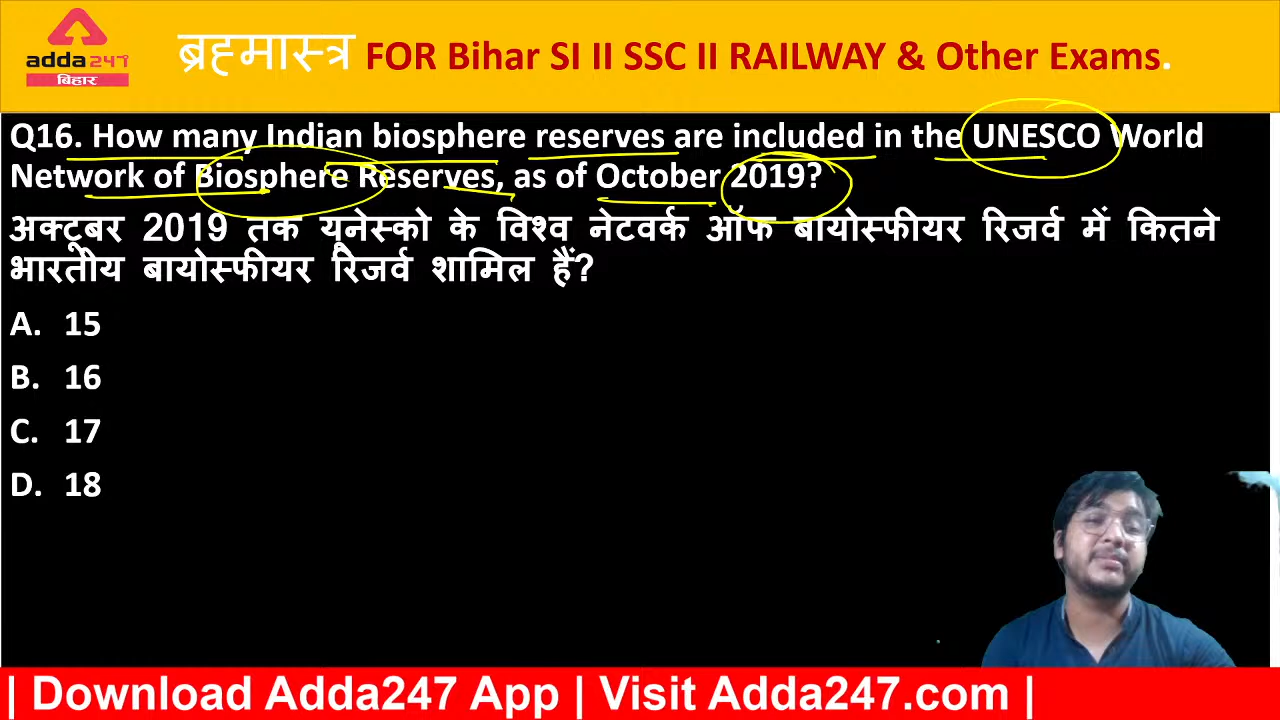 adda247
बिहार
ब्रह्मास्त्र FOR Bihar SI II SSC II RAILWAY & Other Exams.
Q16. How many Indian biosphere reserves are included in the UNESCO World
Network of Biosphere Reserves, as of October 2019?
अक्टूबर 2019 तक यूनेस्को के विश्व नेटवर्क ऑफ बायोस्फीयर रिजर्व में कितने
भारतीय बायोस्फीयर रिजर्व शामिल हैं?
A. 15
B. 16
C. 17
D. 18
| Download Adda247 App | Visit Adda247.com |